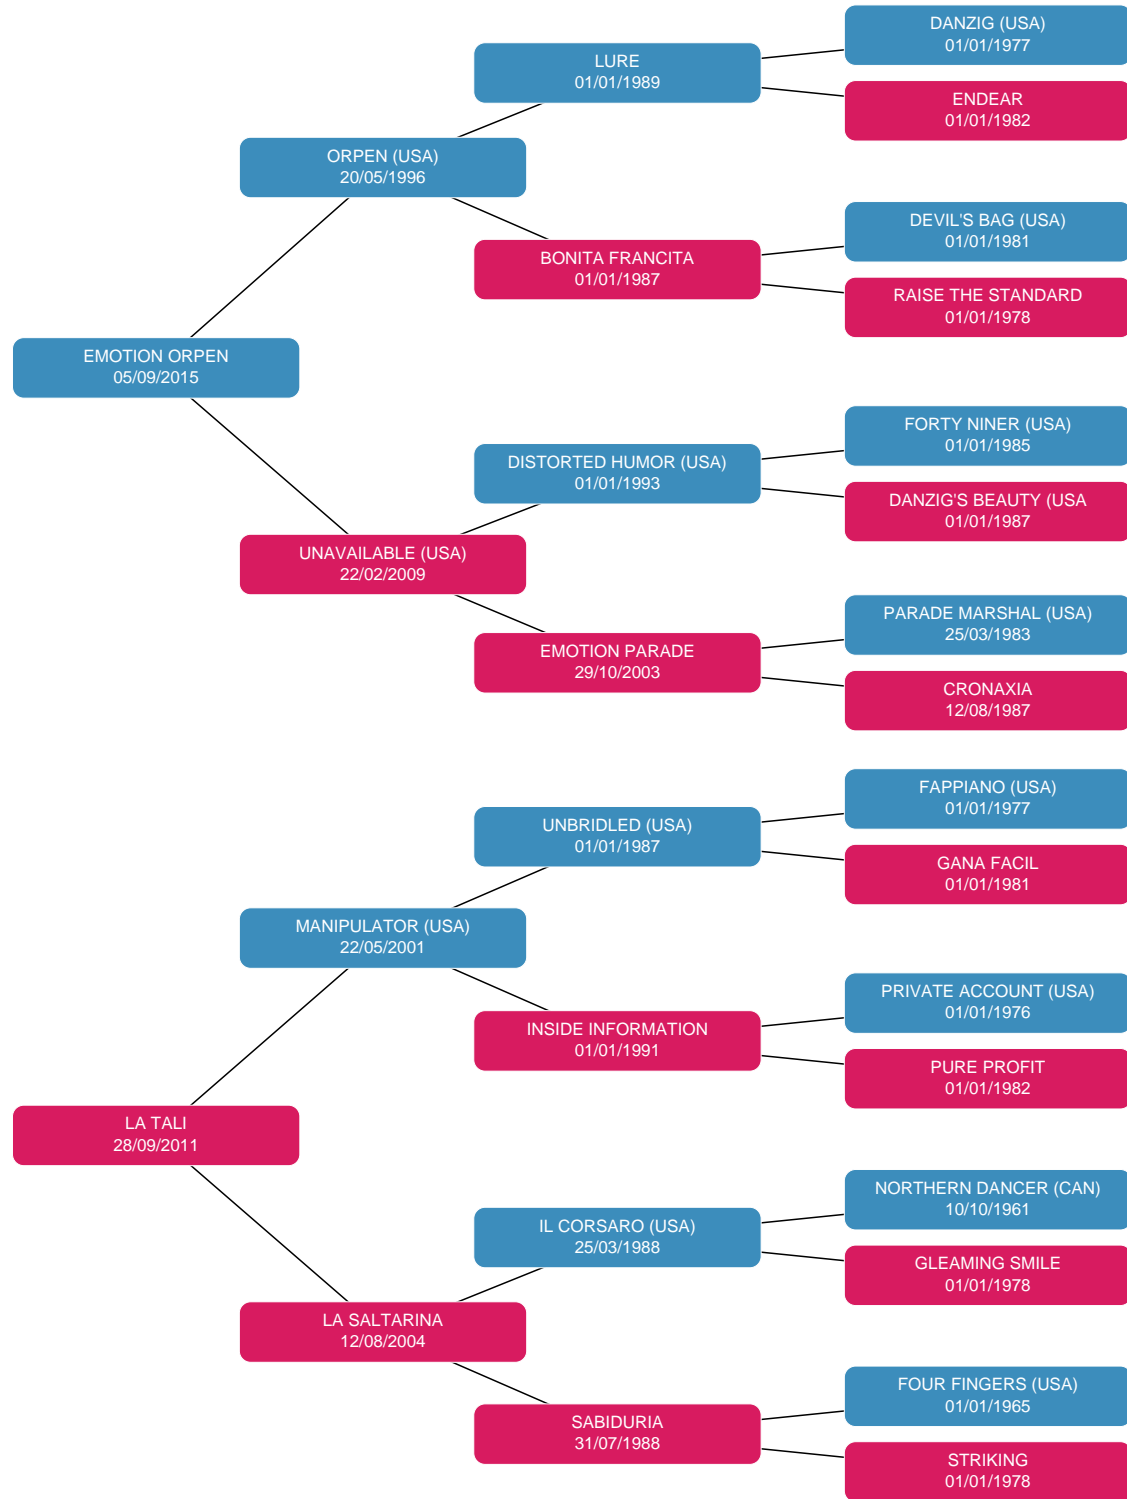 DANZIG (USA)
01/01/1977
LURE
01/01/1989
ENDEAR
01/01/1982
ORPEN (USA)
20/05/1996
DEVIL'S BAG (USA)
01/01/1981
BONITA FRANCITA
01/01/1987
RAISE THE STANDARD
01/01/1978
EMOTION ORPEN
05/09/2015
FORTY NINER (USA)
01/01/1985
DISTORTED HUMOR (USA)
01/01/1993
DANZIG'S BEAUTY (USA
01/01/1987
UNAVAILABLE (USA)
22/02/2009
PARADE MARSHAL (USA)
25/03/1983
EMOTION PARADE
29/10/2003
CRONAXIA
12/08/1987
FAPPIANO (USA)
01/01/1977
UNBRIDLED (USA)
01/01/1987
GANA FACIL
01/01/1981
MANIPULATOR (USA)
22/05/2001
PRIVATE ACCOUNT (USA)
01/01/1976
INSIDE INFORMATION
01/01/1991
PURE PROFIT
01/01/1982
LA TALI
28/09/2011
NORTHERN DANCER (CAN)
10/10/1961
IL CORSARO (USA)
25/03/1988
GLEAMING SMILE
01/01/1978
LA SALTARINA
12/08/2004
FOUR FINGERS (USA)
01/01/1965
SABIDURIA
31/07/1988
STRIKING
01/01/1978